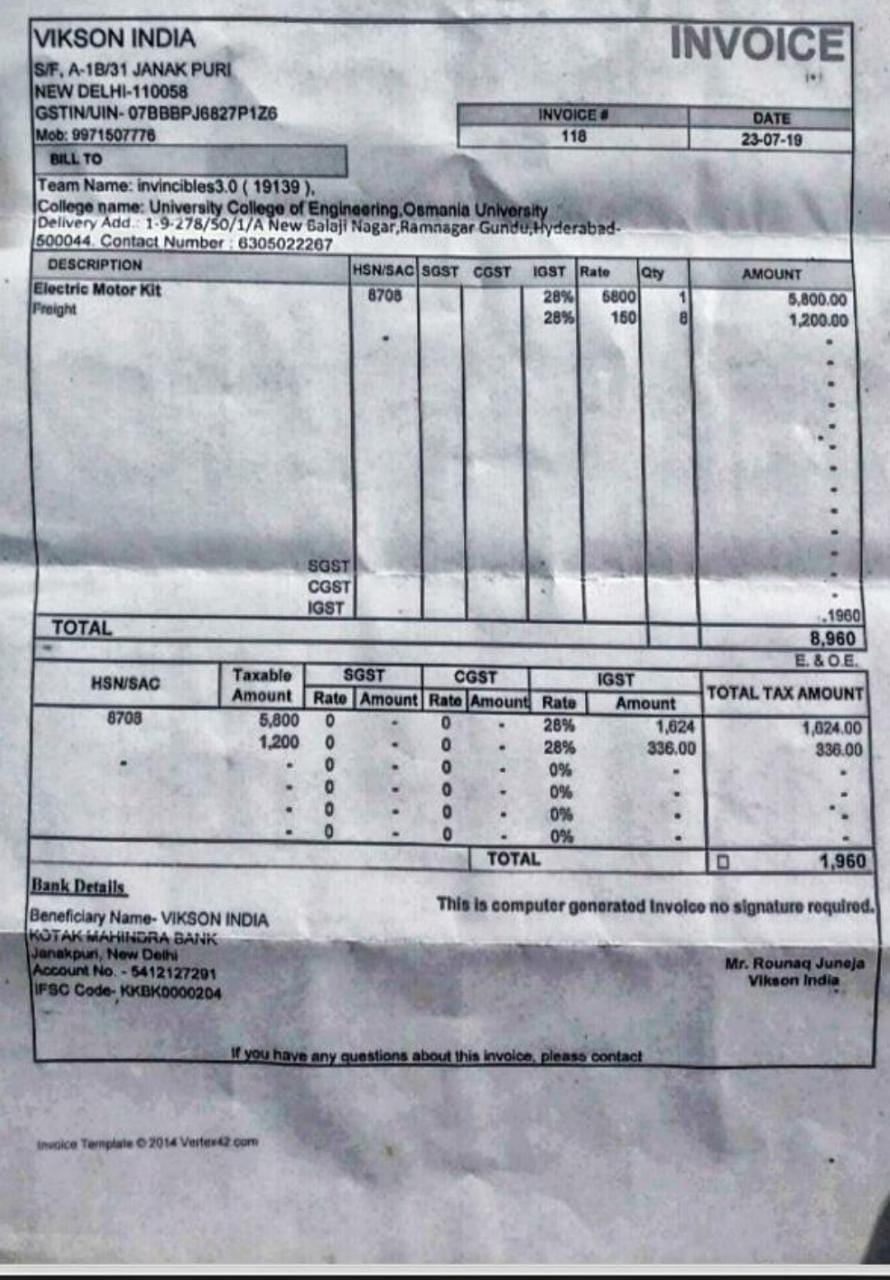 VIKSON INDIA
INVOICE
S/F, A-1B/31 JANAK PURI
NEW DELHI-110058
GSTIN/UIN- 07BBBPJ6827P1Z6
Mob: 9971507776
INVOICE # DATE
118 23-07-19
BILL TO
Team Name: invincibles3.0 ( 19139 ),
College name: University College of Engineering,Osmania University
Delivery Add.: 1-9-278/50/1/A New Balaji Nagar,Ramnagar Gundu,Hyderabad-
500044. Contact Number : 6305022267
DESCRIPTION HSN/SAC SGST CGST IGST Rate Qty AMOUNT
Electric Motor Kit 8708 28% 5800 1 5,800.00
Freight 28% 150 8 1,200.00
SGST
CGST
IGST .1960
TOTAL 8,960
E. & O.E.
HSN/SAC Taxable Amount SGST CGST IGST TOTAL TAX AMOUNT
Rate Amount Rate Amount Rate Amount
8708 5,800 0 - 0 - 28% 1,624 1,624.00
1,200 0 - 0 - 28% 336.00 336.00
- - 0 - 0 - 0% - -
- 0 - 0 - 0% - -
- 0 - 0 - 0% - -
- 0 - 0 - 0% - -
TOTAL 1,960
Bank Details
This is computer generated Invoice no signature required.
Beneficiary Name- VIKSON INDIA
KOTAK MAHINDRA BANK
Janakpuri, New Delhi
Account No. - 5412127291
IFSC Code- KKBK0000204
Mr. Rounaq Juneja
Vikson India
If you have any questions about this invoice, please contact
Invoice Template © 2014 Vertex42.com